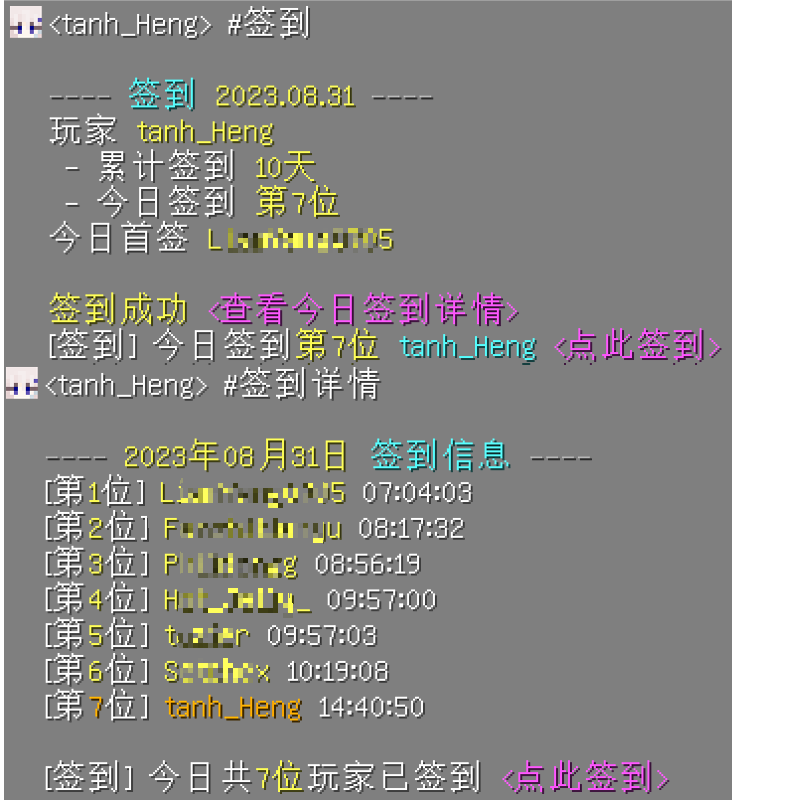 <tanh_Heng> #签到
---- 签到 2023.08.31 ----
玩家 tanh_Heng
- 累计签到 10天
- 今日签到 第7位
今日首签
签到成功 <查看今日签到详情>
[签到] 今日签到第7位 tanh_Heng <点此签到>
<tanh_Heng> #签到详情
---- 2023年08月31日 签到信息 ----
[第1位] 07:04:03
[第2位] 08:17:32
[第3位] 08:56:19
[第4位] 09:57:00
[第5位] 09:57:03
[第6位] 10:19:08
[第7位] tanh_Heng 14:40:50
[签到] 今日共7位玩家已签到 <点此签到>